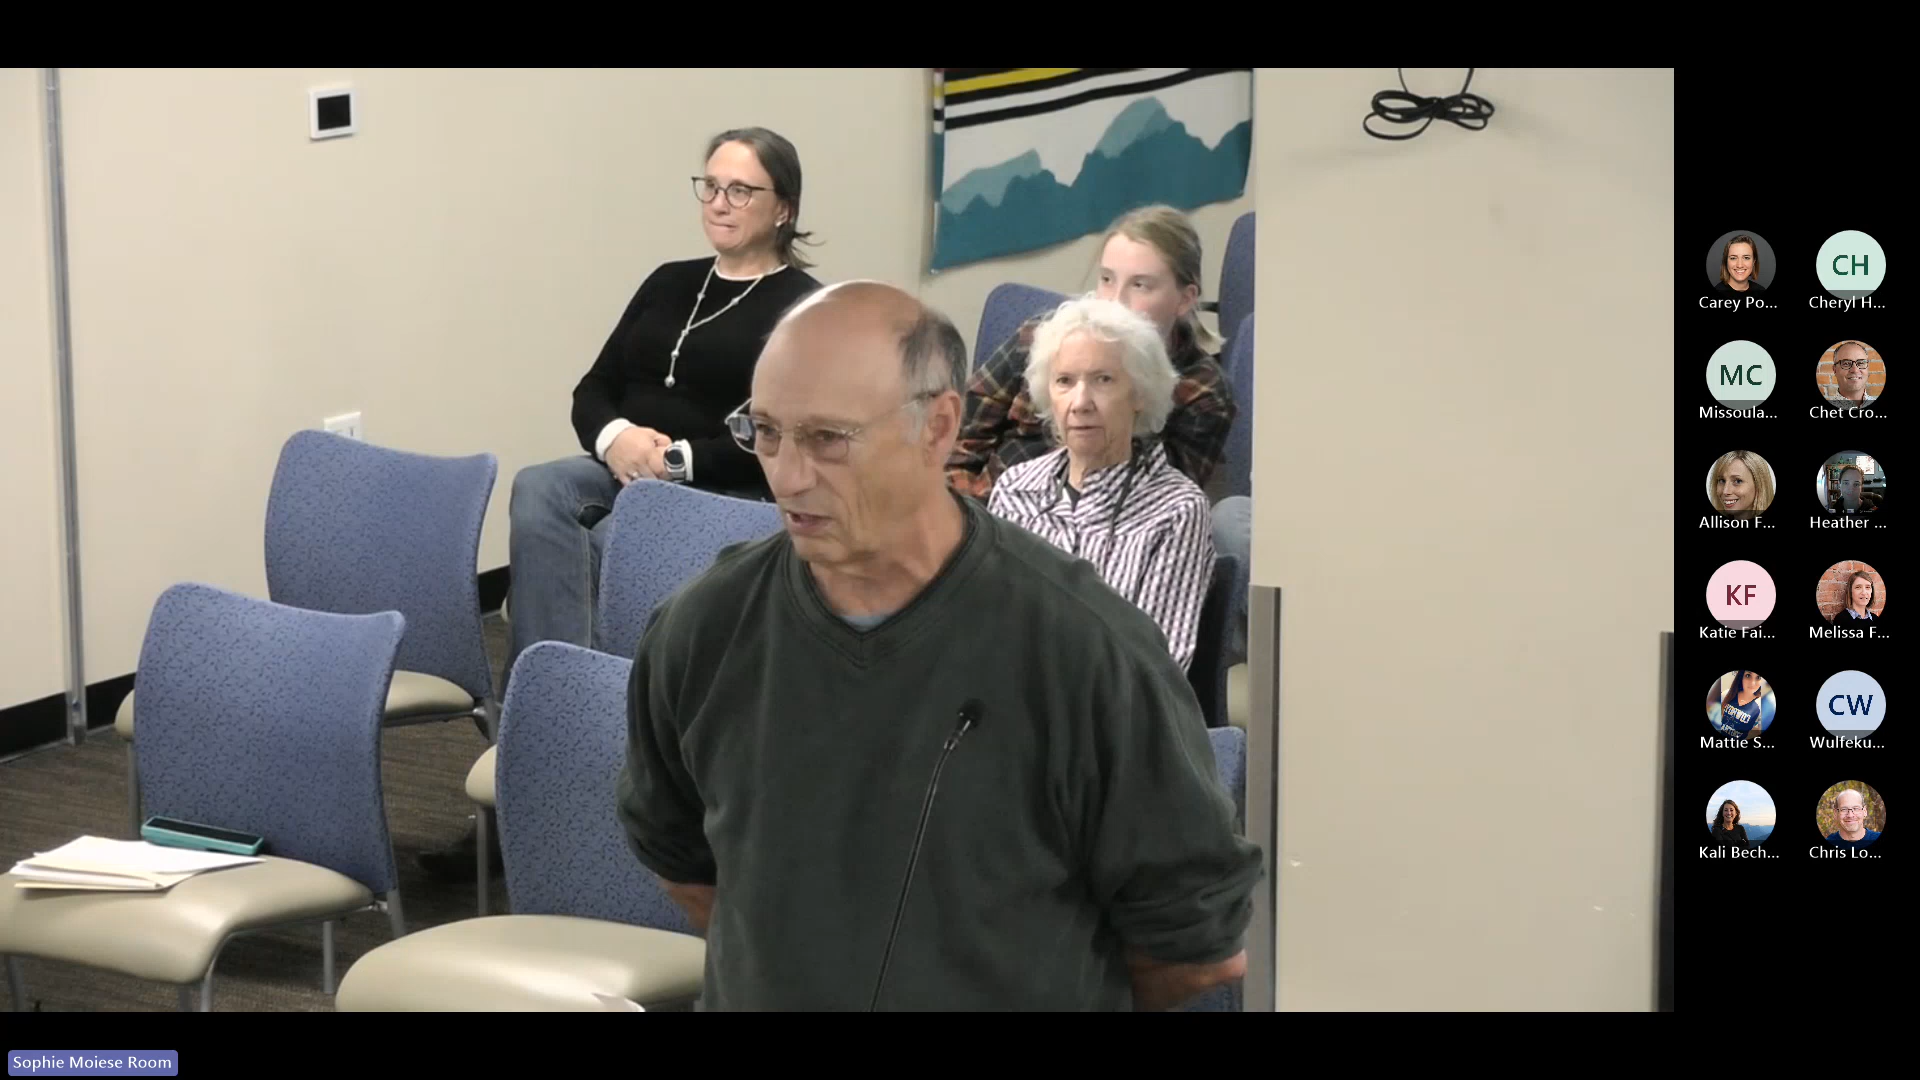 Carey Po...
CH
Cheryl H...
MC
Missoula...
Chet Cro...
Allison F...
Heather ...
KF
Katie Fai...
Melissa F...
Mattie S...
CW
Wulfeku...
Kali Bech...
Chris Lo...
Sophie Moiese Room